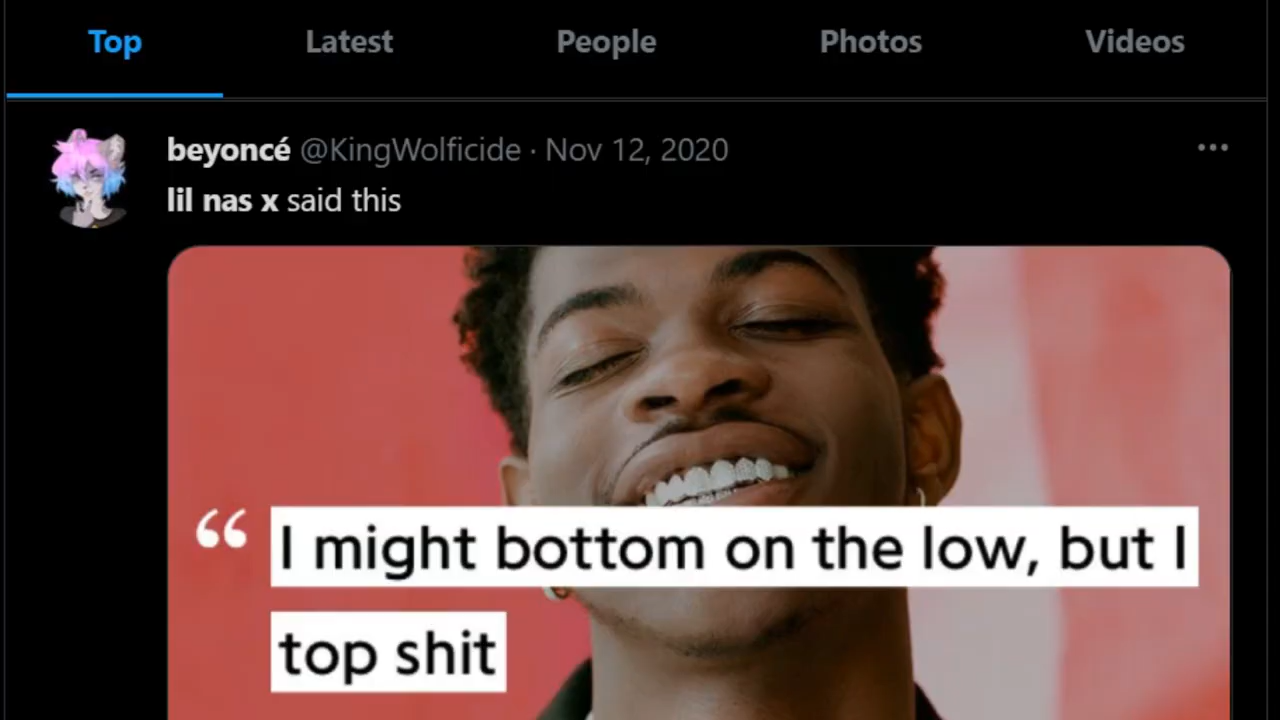 Top Latest People Photos Videos
beyoncé @KingWolficide · Nov 12, 2020
lil nas x said this
“ I might bottom on the low, but I
top shit